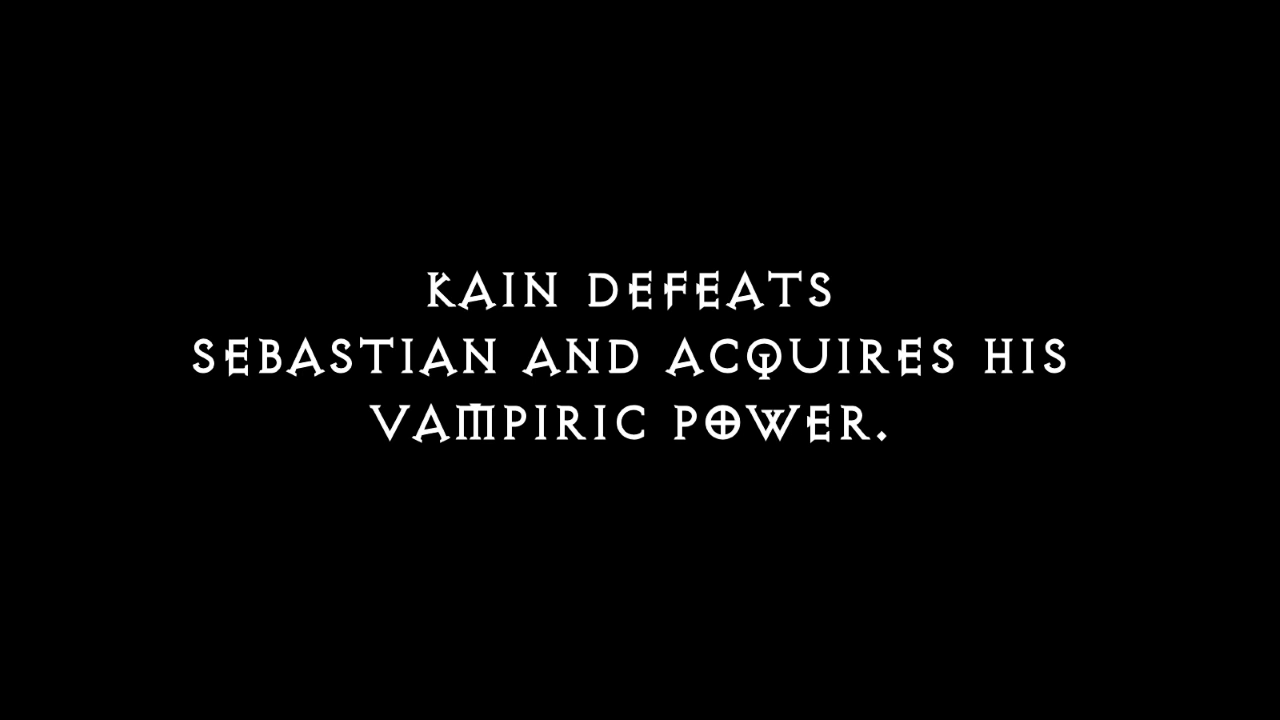 KAIN DEFEATS
SEBASTIAN AND ACQUIRES HIS
VAMPIRIC POWER.